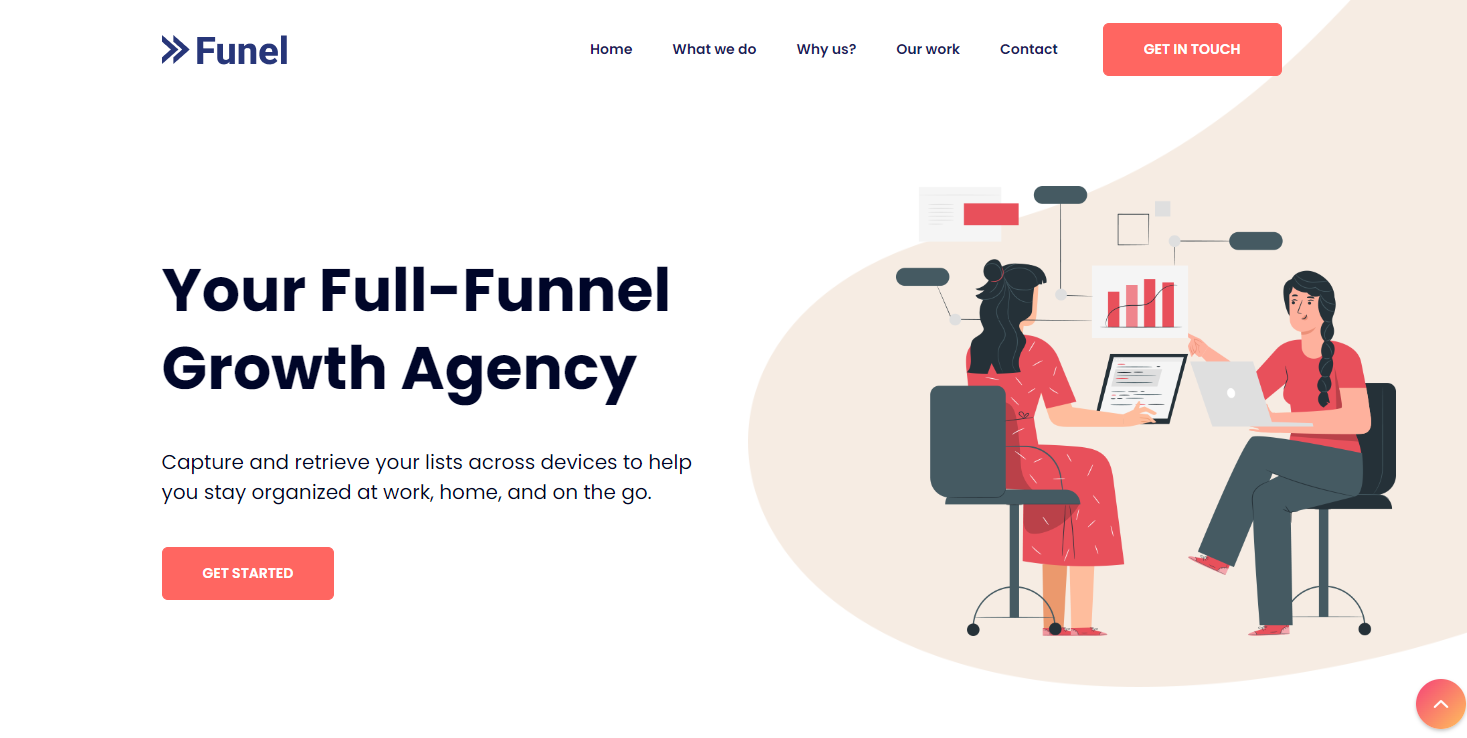 Funel
Home
What we do
Why us?
Our work
Contact
GET IN TOUCH
Your Full-Funnel
Growth Agency
Capture and retrieve your lists across devices to help
you stay organized at work, home, and on the go.
GET STARTED